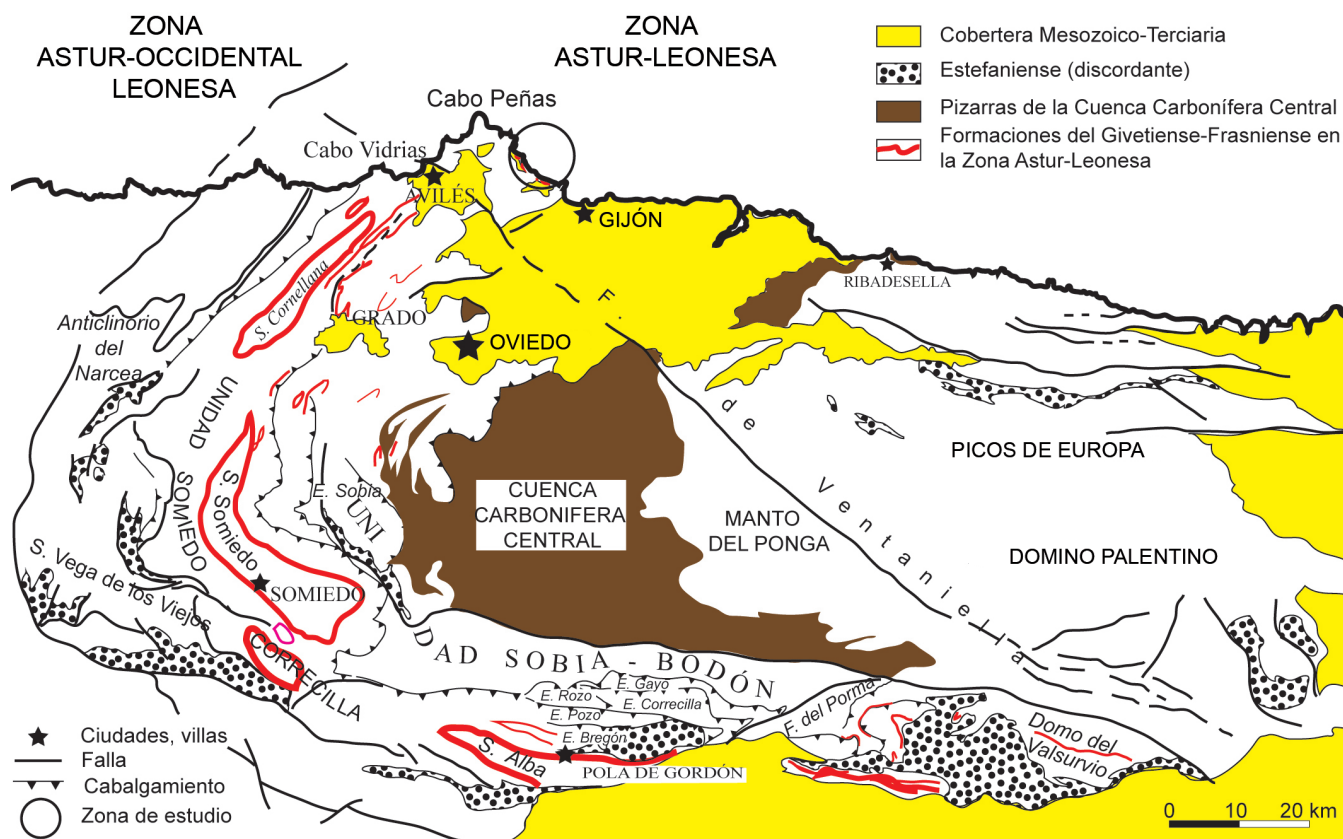 ZONA
ASTUR-OCCIDENTAL
LEONESA
ZONA
ASTUR-LEONESA
Cobertera Mesozoico-Terciaria
Estefaniense (discordante)
Pizarras de la Cuenca Carbonífera Central
Formaciones del Givetiense-Frasniense en
la Zona Astur-Leonesa
Cabo Peñas
Cabo Vidrias
AVILÉS
GIJÓN
RIBADESELLA
S. Cornellana
GRADO
OVIEDO
Anticlinorio
del
Narcea
F. de Ventaniella
UNIDAD
SOMIEDO
CORRECILLA
PICOS DE EUROPA
E. Sobia
CUENCA
CARBONIFERA
CENTRAL
MANTO
DEL PONGA
DOMINO PALENTINO
S. Somiedo
SOMIEDO
S. Vega de los Viejos
UNIDAD SOBIA - BODÓN
E. Gayo
E. Rozo
E. Correcilla
E. Pozo
E. Bregón
F. del Porma
Domo del
Valsurvio
S. Alba
POLA DE GORDÓN
Ciudades, villas
Falla
Cabalgamiento
Zona de estudio
0 10 20 km